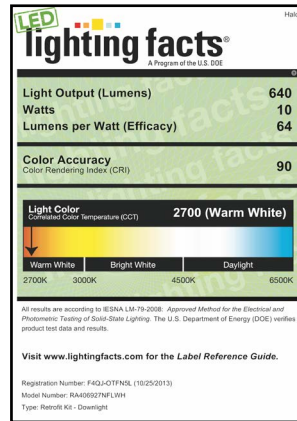 LED
Halo
lighting facts®
A Program of the U.S. DOE
Light Output (Lumens) 640
Watts 10
Lumens per Watt (Efficacy) 64
Color Accuracy
Color Rendering Index (CRI) 90
Light Color
Correlated Color Temperature (CCT) 2700 (Warm White)
Warm White Bright White Daylight
2700K 3000K 4500K 6500K
All results are according to IESNA LM-79-2008: Approved Method for the Electrical and
Photometric Testing of Solid-State Lighting. The U.S. Department of Energy (DOE) verifies
product test data and results.
Visit www.lightingfacts.com for the Label Reference Guide.
Registration Number: F4QJ-OTFN5L (10/25/2013)
Model Number: RA406927NFLWH
Type: Retrofit Kit - Downlight